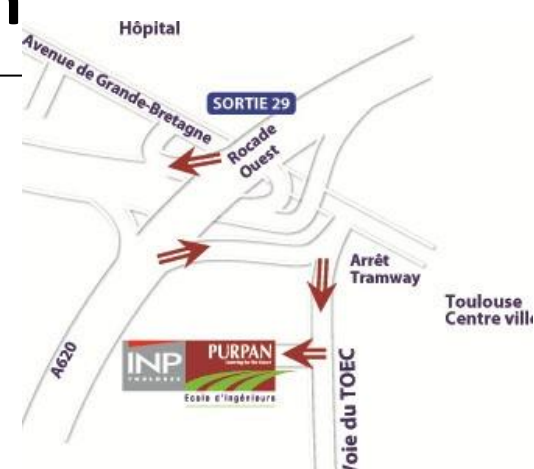 Hôpital
Avenue de Grande-Bretagne
SORTIE 29
Rocade
Ouest
Arrêt
Tramway
Toulouse
Centre ville
A620
INP
TOULOUSE
PURPAN
Ecole d'Ingénieurs
Voie du TOEC